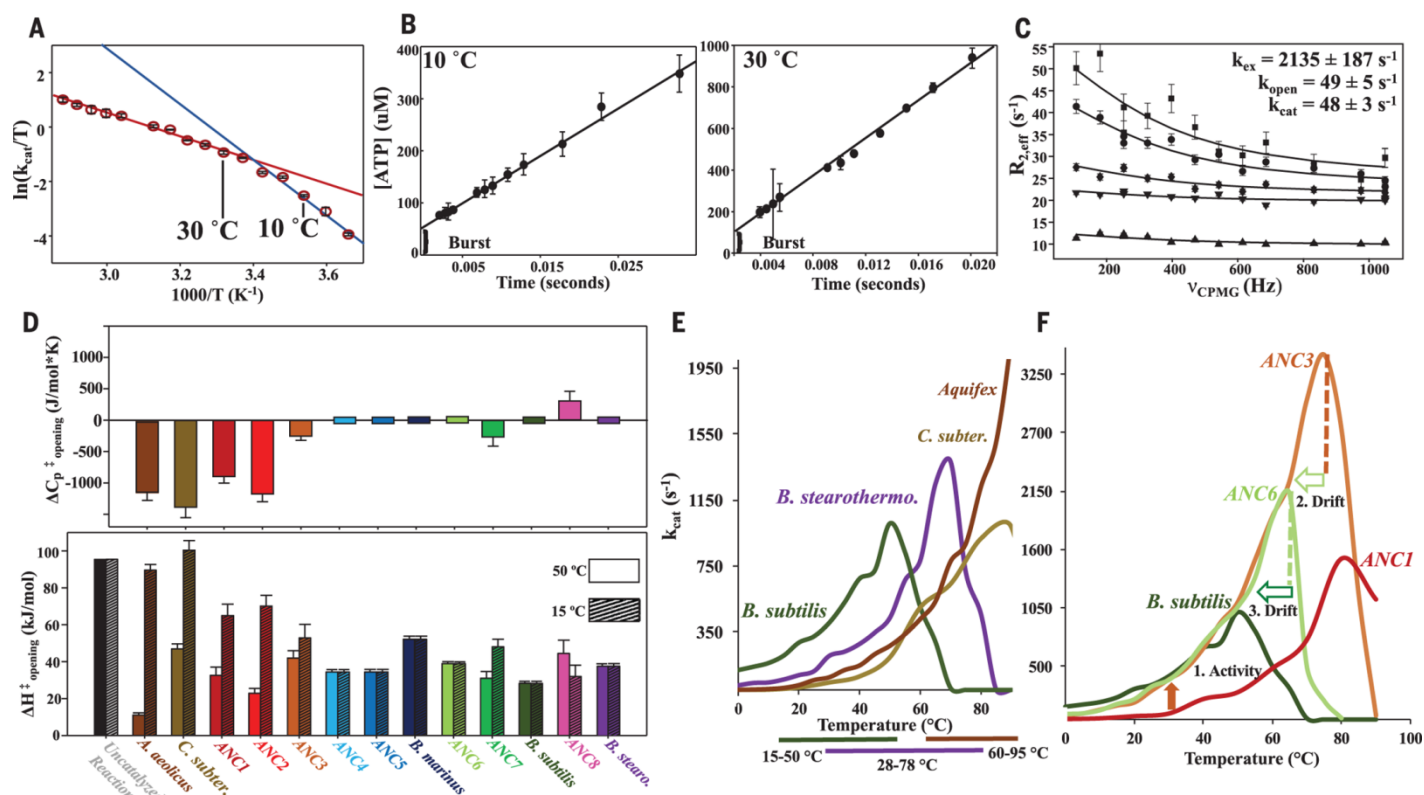 A
2
0
-2
-4
ln(kcat/T)
30 °C
10 °C
3.0
3.2
3.4
3.6
1000/T (K-1)
B
10 °C
400
300
200
100
[ATP] (uM)
Burst
0.005
0.015
0.025
Time (seconds)
30 °C
1000
800
600
400
200
Burst
0.004
0.008
0.012
0.016
0.020
Time (seconds)
C
kex = 2135 ± 187 s-1
kopen = 49 ± 5 s-1
kcat = 48 ± 3 s-1
55
50
45
40
35
30
25
20
15
10
R2,eff (s-1)
200
400
600
800
1000
νCPMG (Hz)
D
1000
500
0
-500
-1000
ΔCp‡opening (J/mol*K)
100
80
60
40
20
0
ΔH‡opening (kJ/mol)
50 °C
15 °C
Uncatalyzed
Reaction
A. aeolicus
C. subter.
ANC1
ANC2
ANC3
ANC4
ANC5
B. marinus
ANC6
ANC7
B. subtilis
ANC8
B. stearo.
E
1950
1550
1150
750
350
kcat (s-1)
Aquifex
C. subter.
B. stearothermo.
B. subtilis
0
20
40
60
80
Temperature (°C)
15-50 °C
28-78 °C
60-95 °C
F
3250
2700
2150
1600
1050
500
ANC3
ANC6
2. Drift
ANC1
3. Drift
B. subtilis
1. Activity
0
20
40
60
80
100
Temperature (°C)